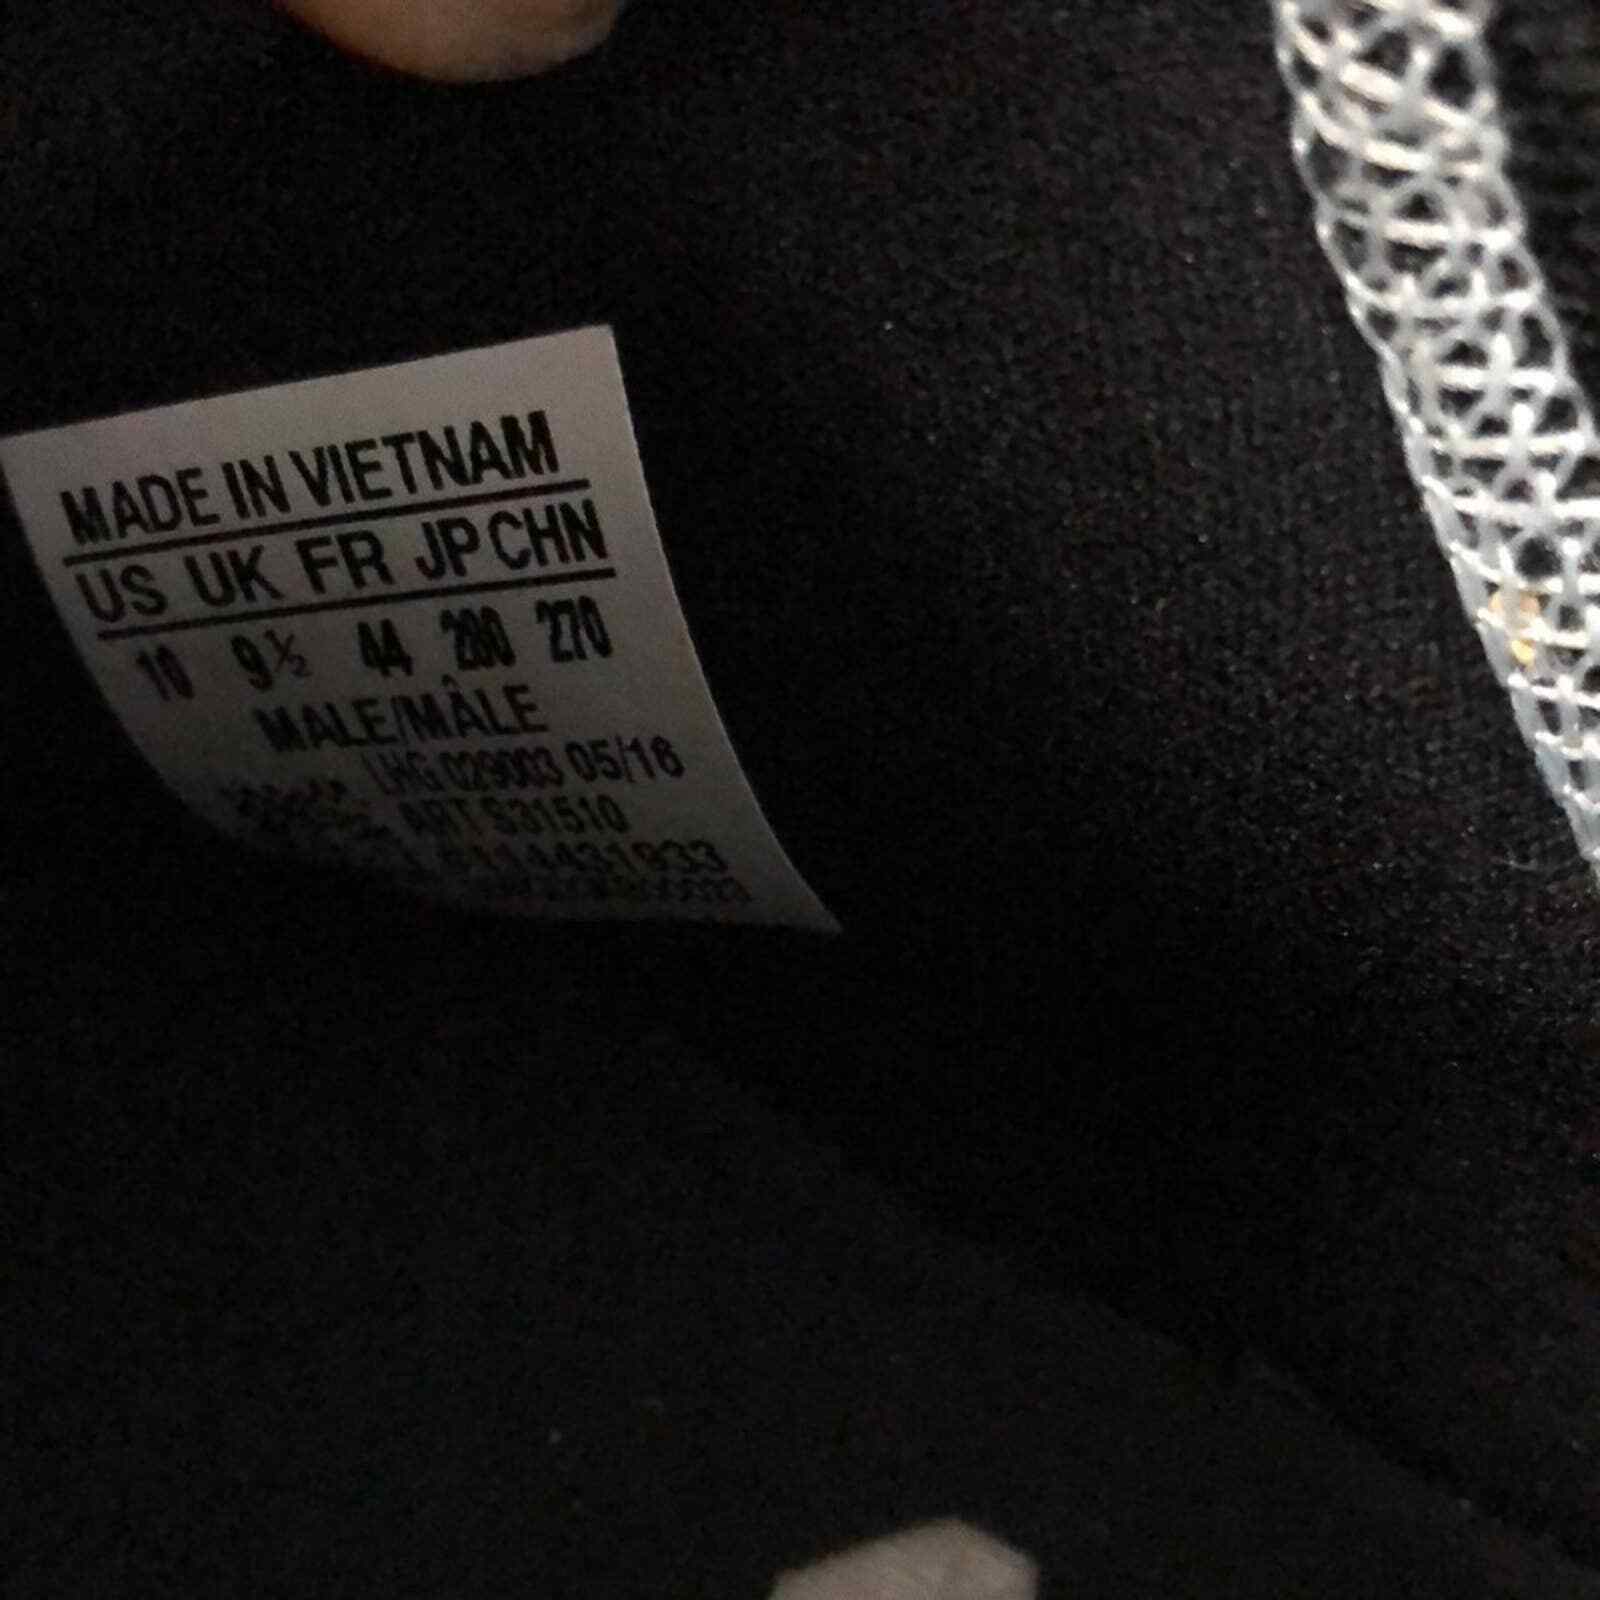 MADE IN VIETNAM
US UK FR JP CHN
10 9½ 44 280 270
MALE/MÂLE
LHG 029003 05/16
ART S31510